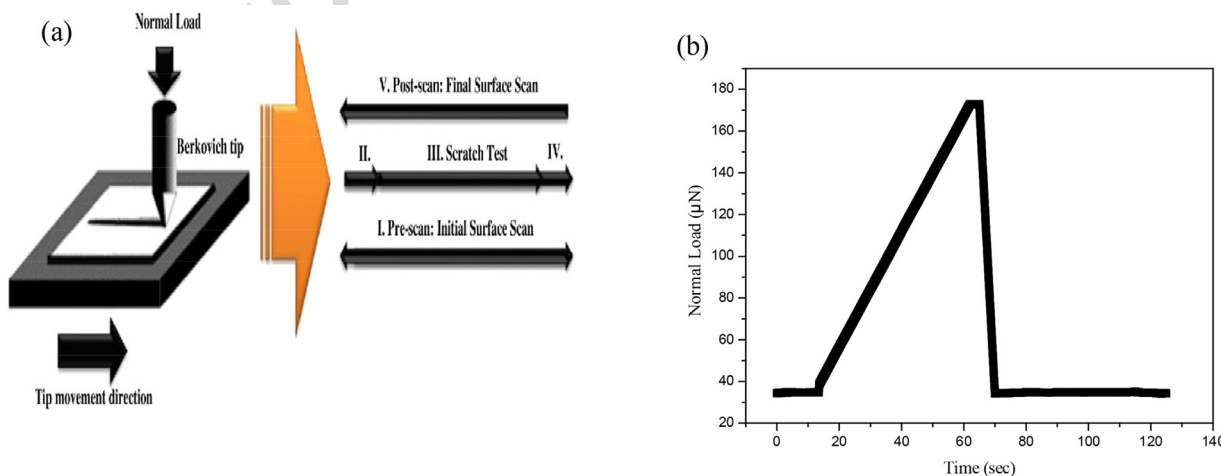 (a)
Normal Load
Berkovich tip
Tip movement direction
V. Post-scan: Final Surface Scan
II.
III. Scratch Test
IV.
I. Pre-scan: Initial Surface Scan
(b)
Normal Load (µN)
180
160
140
120
100
80
60
40
20
0
20
40
60
80
100
120
140
Time (sec)